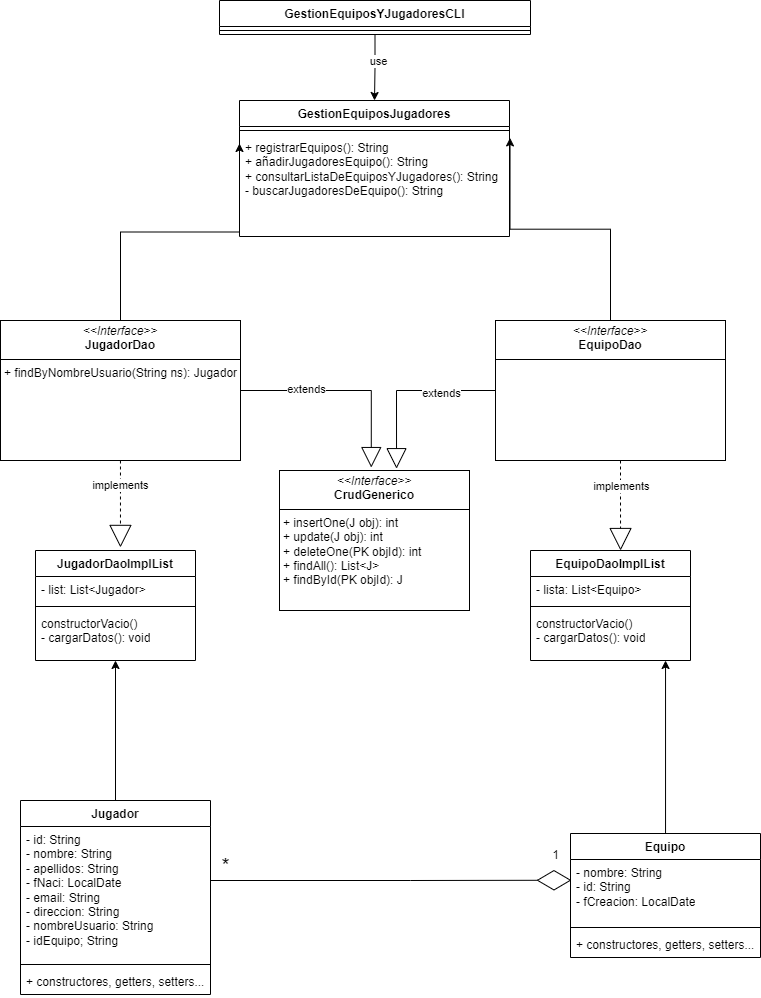 GestionEquiposYJugadoresCLI
use
GestionEquiposJugadores
+ registrarEquipos(): String
+ añadirJugadoresEquipo(): String
+ consultarListaDeEquiposYJugadores(): String
- buscarJugadoresDeEquipo(): String
<<Interface>>
JugadorDao
+ findByNombreUsuario(String ns): Jugador
<<Interface>>
EquipoDao
extends
extends
implements
implements
<<Interface>>
CrudGenerico
+ insertOne(J obj): int
+ update(J obj): int
+ deleteOne(PK objId): int
+ findAll(): List<J>
+ findById(PK objId): J
JugadorDaoImplList
- list: List<Jugador>
constructorVacio()
- cargarDatos(): void
EquipoDaoImplList
- lista: List<Equipo>
constructorVacio()
- cargarDatos(): void
Jugador
- id: String
- nombre: String
- apellidos: String
- fNaci: LocalDate
- email: String
- direccion: String
- nombreUsuario: String
- idEquipo; String
+ constructores, getters, setters...
*
1
Equipo
- nombre: String
- id: String
- fCreacion: LocalDate
+ constructores, getters, setters...